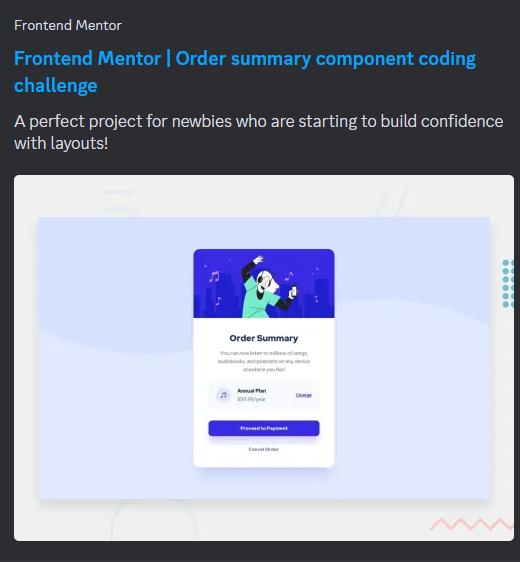 Frontend Mentor
Frontend Mentor | Order summary component coding
challenge
A perfect project for newbies who are starting to build confidence
with layouts!
Order Summary
You can now listen to millions of songs,
audiobooks, and podcasts on any device
anywhere you like!
Annual Plan
$59.99/year
Change
Proceed to Payment
Cancel Order